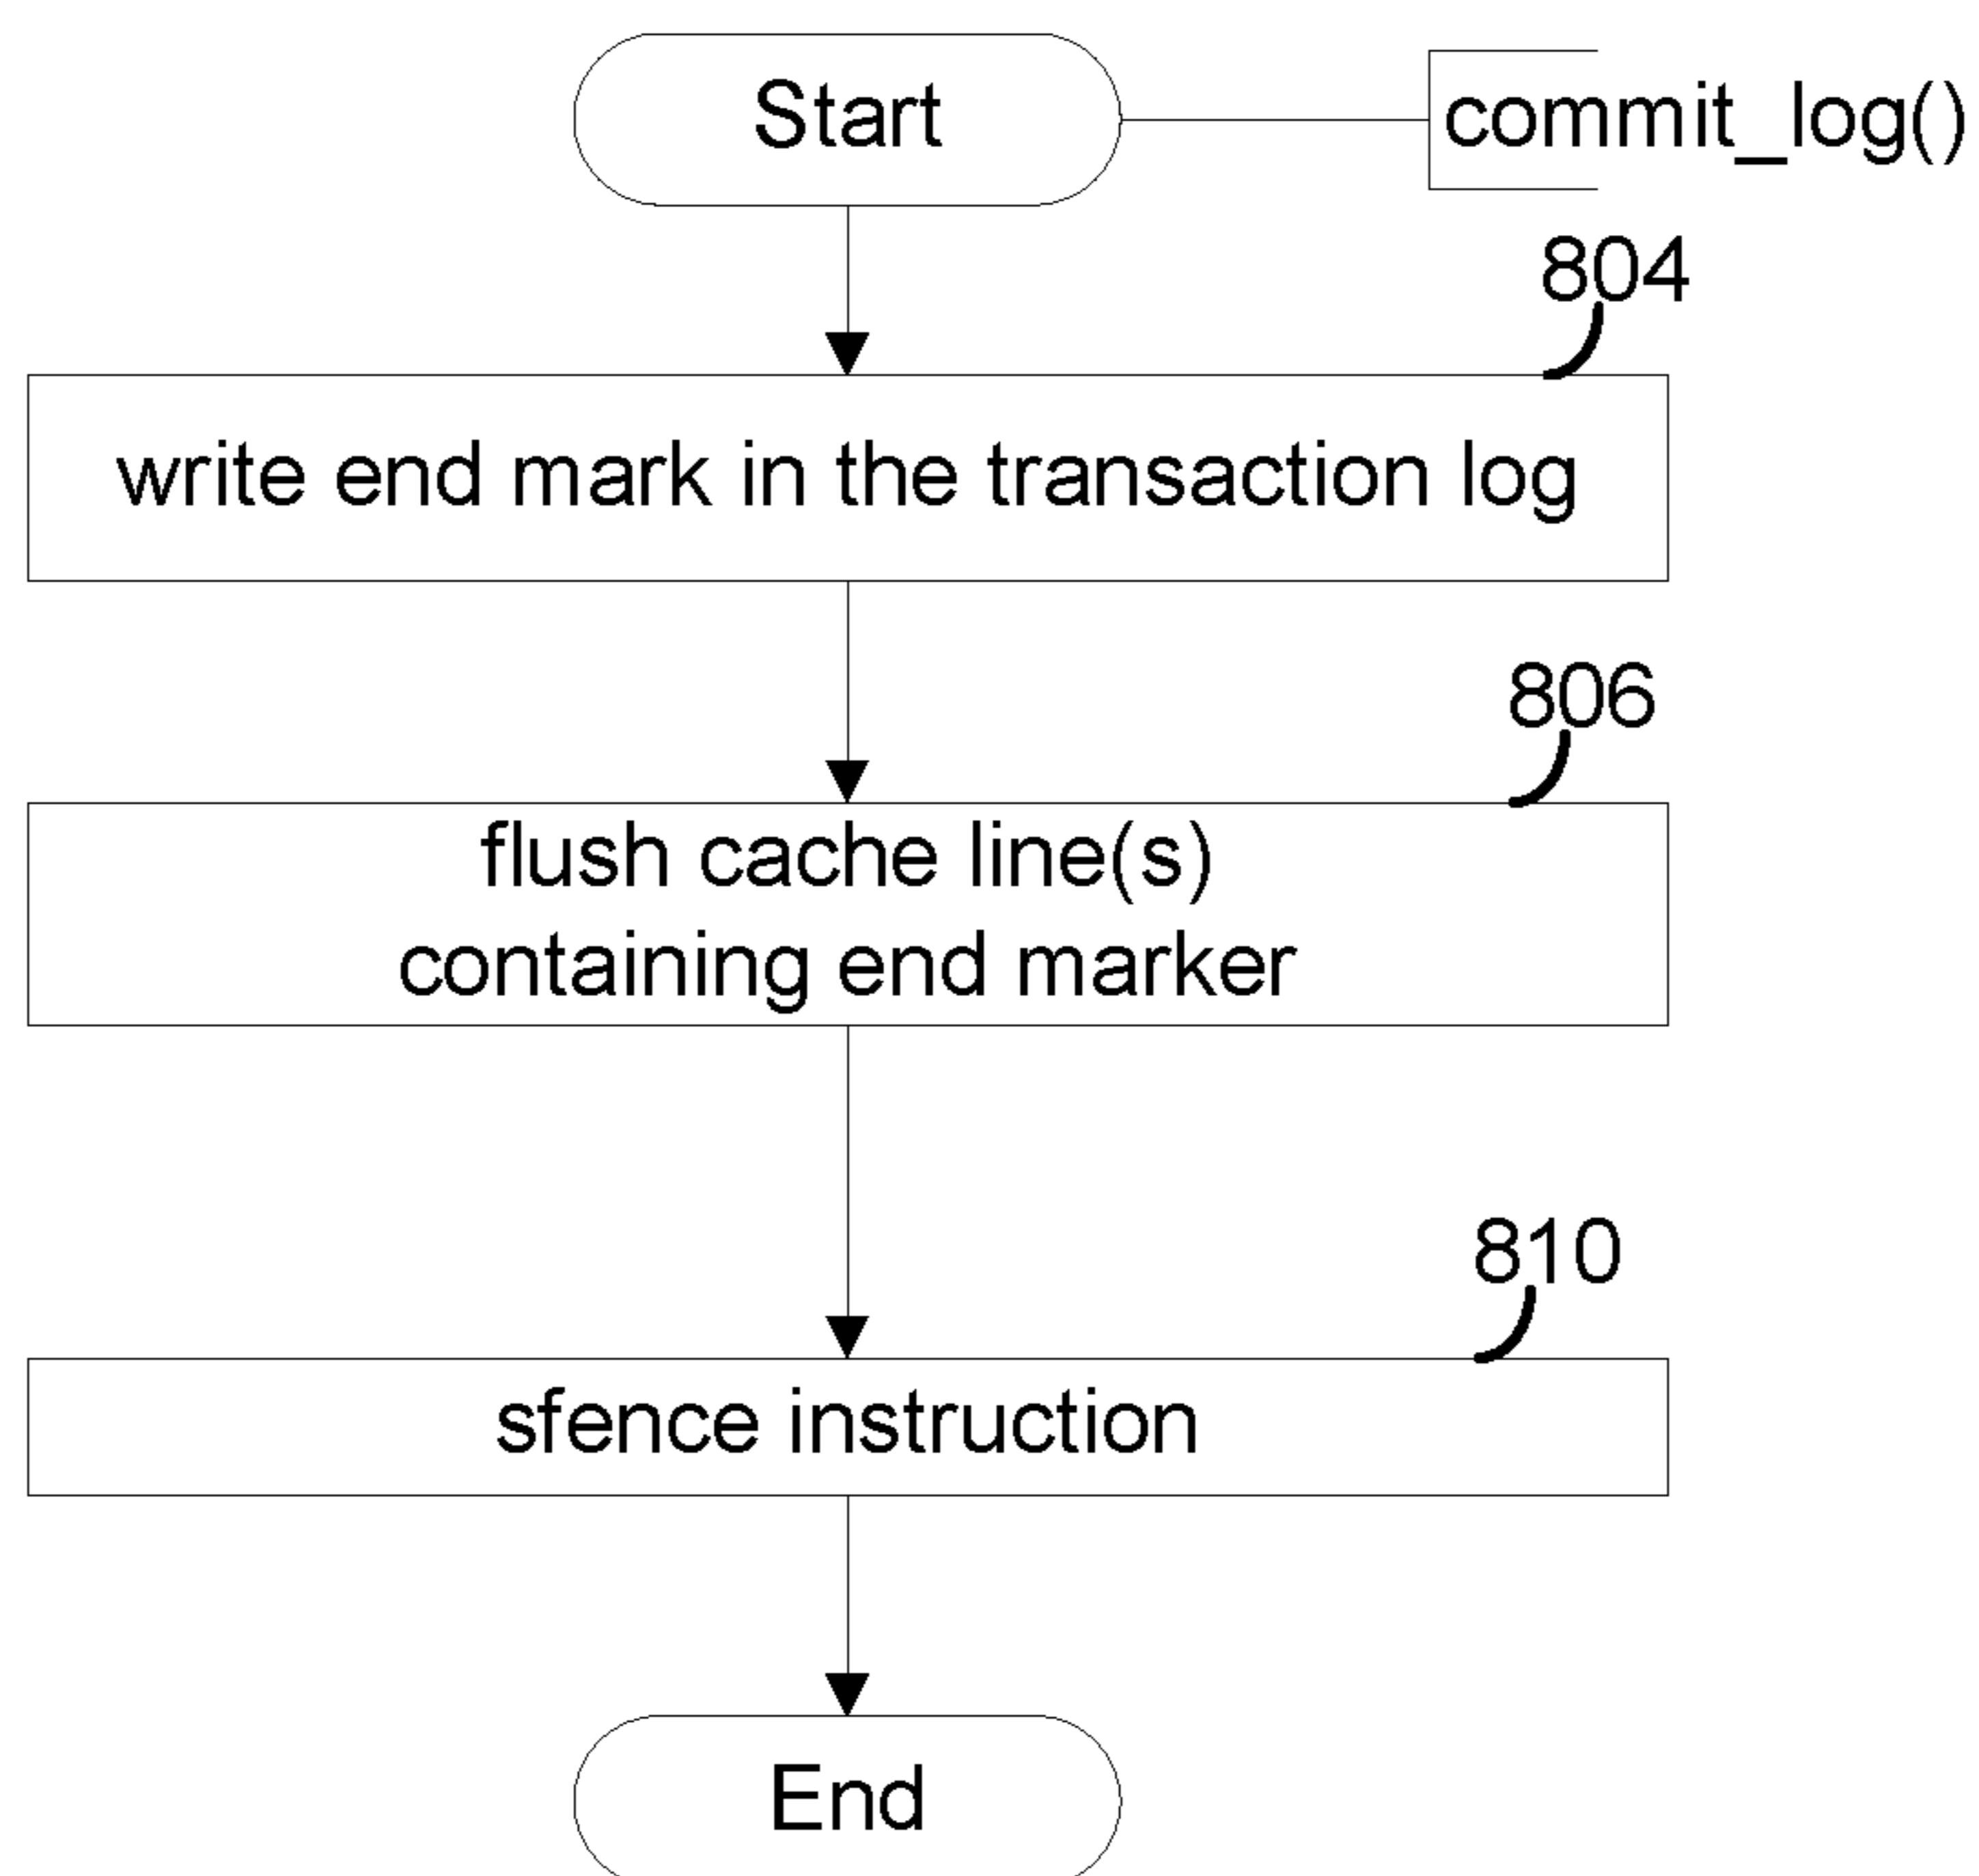 Start
commit_log()
804
write end mark in the transaction log
806
flush cache line(s)
containing end marker
810
sfence instruction
End